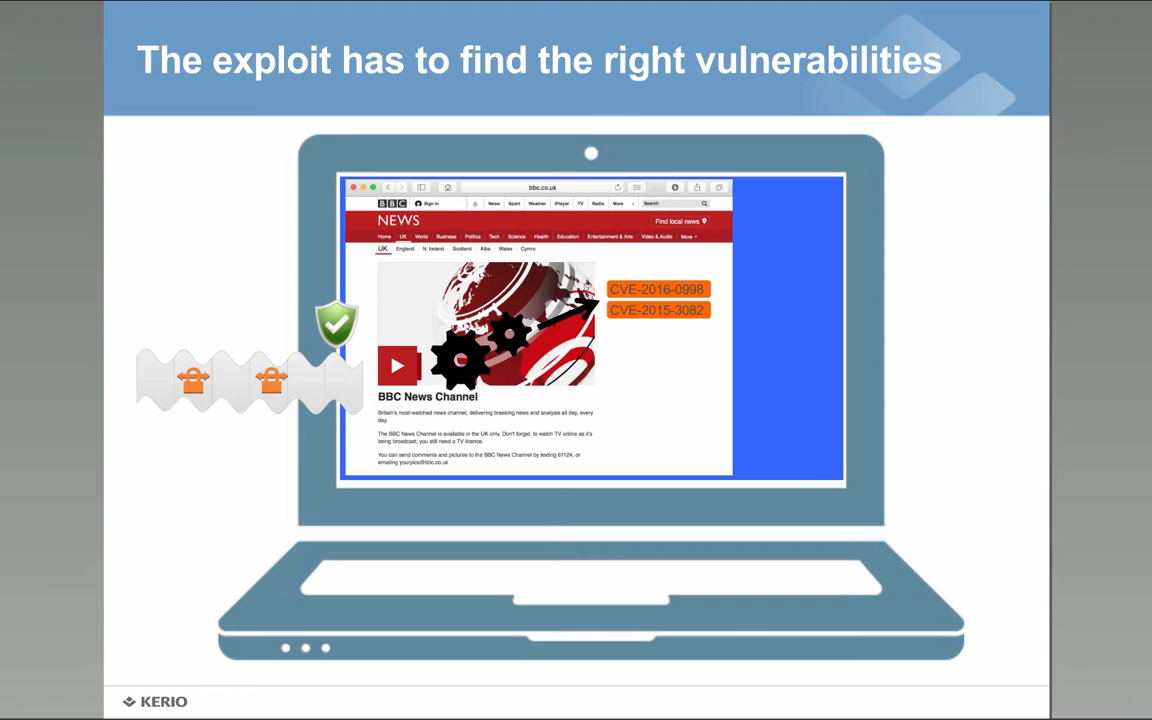 The exploit has to find the right vulnerabilities
bbc.co.uk
BBC Sign in News Sport Weather iPlayer TV Radio More Search
NEWS Find local news
Home UK World Business Politics Tech Science Health Education Entertainment & Arts Video & Audio More
UK England N. Ireland Scotland Alba Wales Cymru
CVE-2016-0998
CVE-2015-3082
BBC News Channel
Britain's most-watched news channel, delivering breaking news and analysis all day, every
day.
The BBC News Channel is available in the UK only. Don't forget, to watch TV online as it's
being broadcast, you still need a TV licence.
You can send comments and pictures to the BBC News Channel by texting 61124, or
emailing yourpics@bbc.co.uk
KERIO